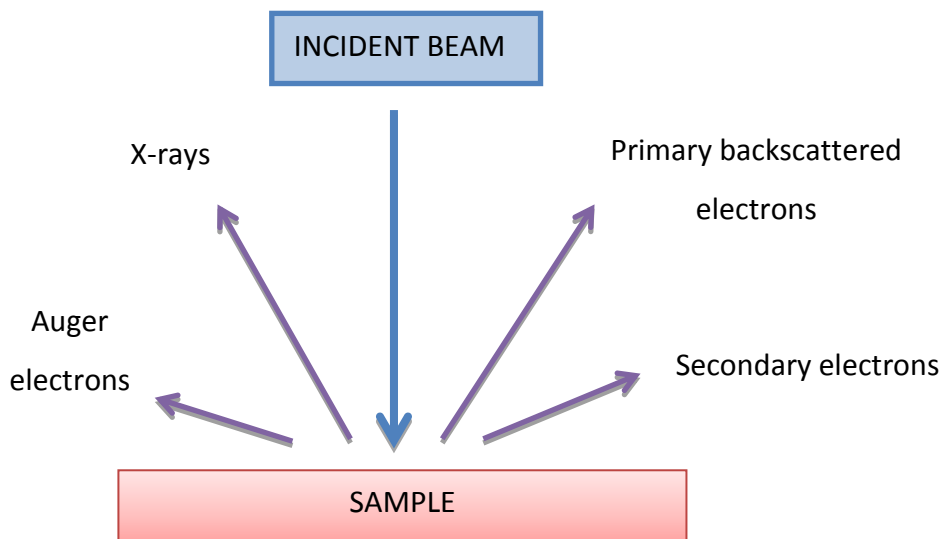 INCIDENT BEAM
X-rays
Primary backscattered
electrons
Auger
electrons
Secondary electrons
SAMPLE